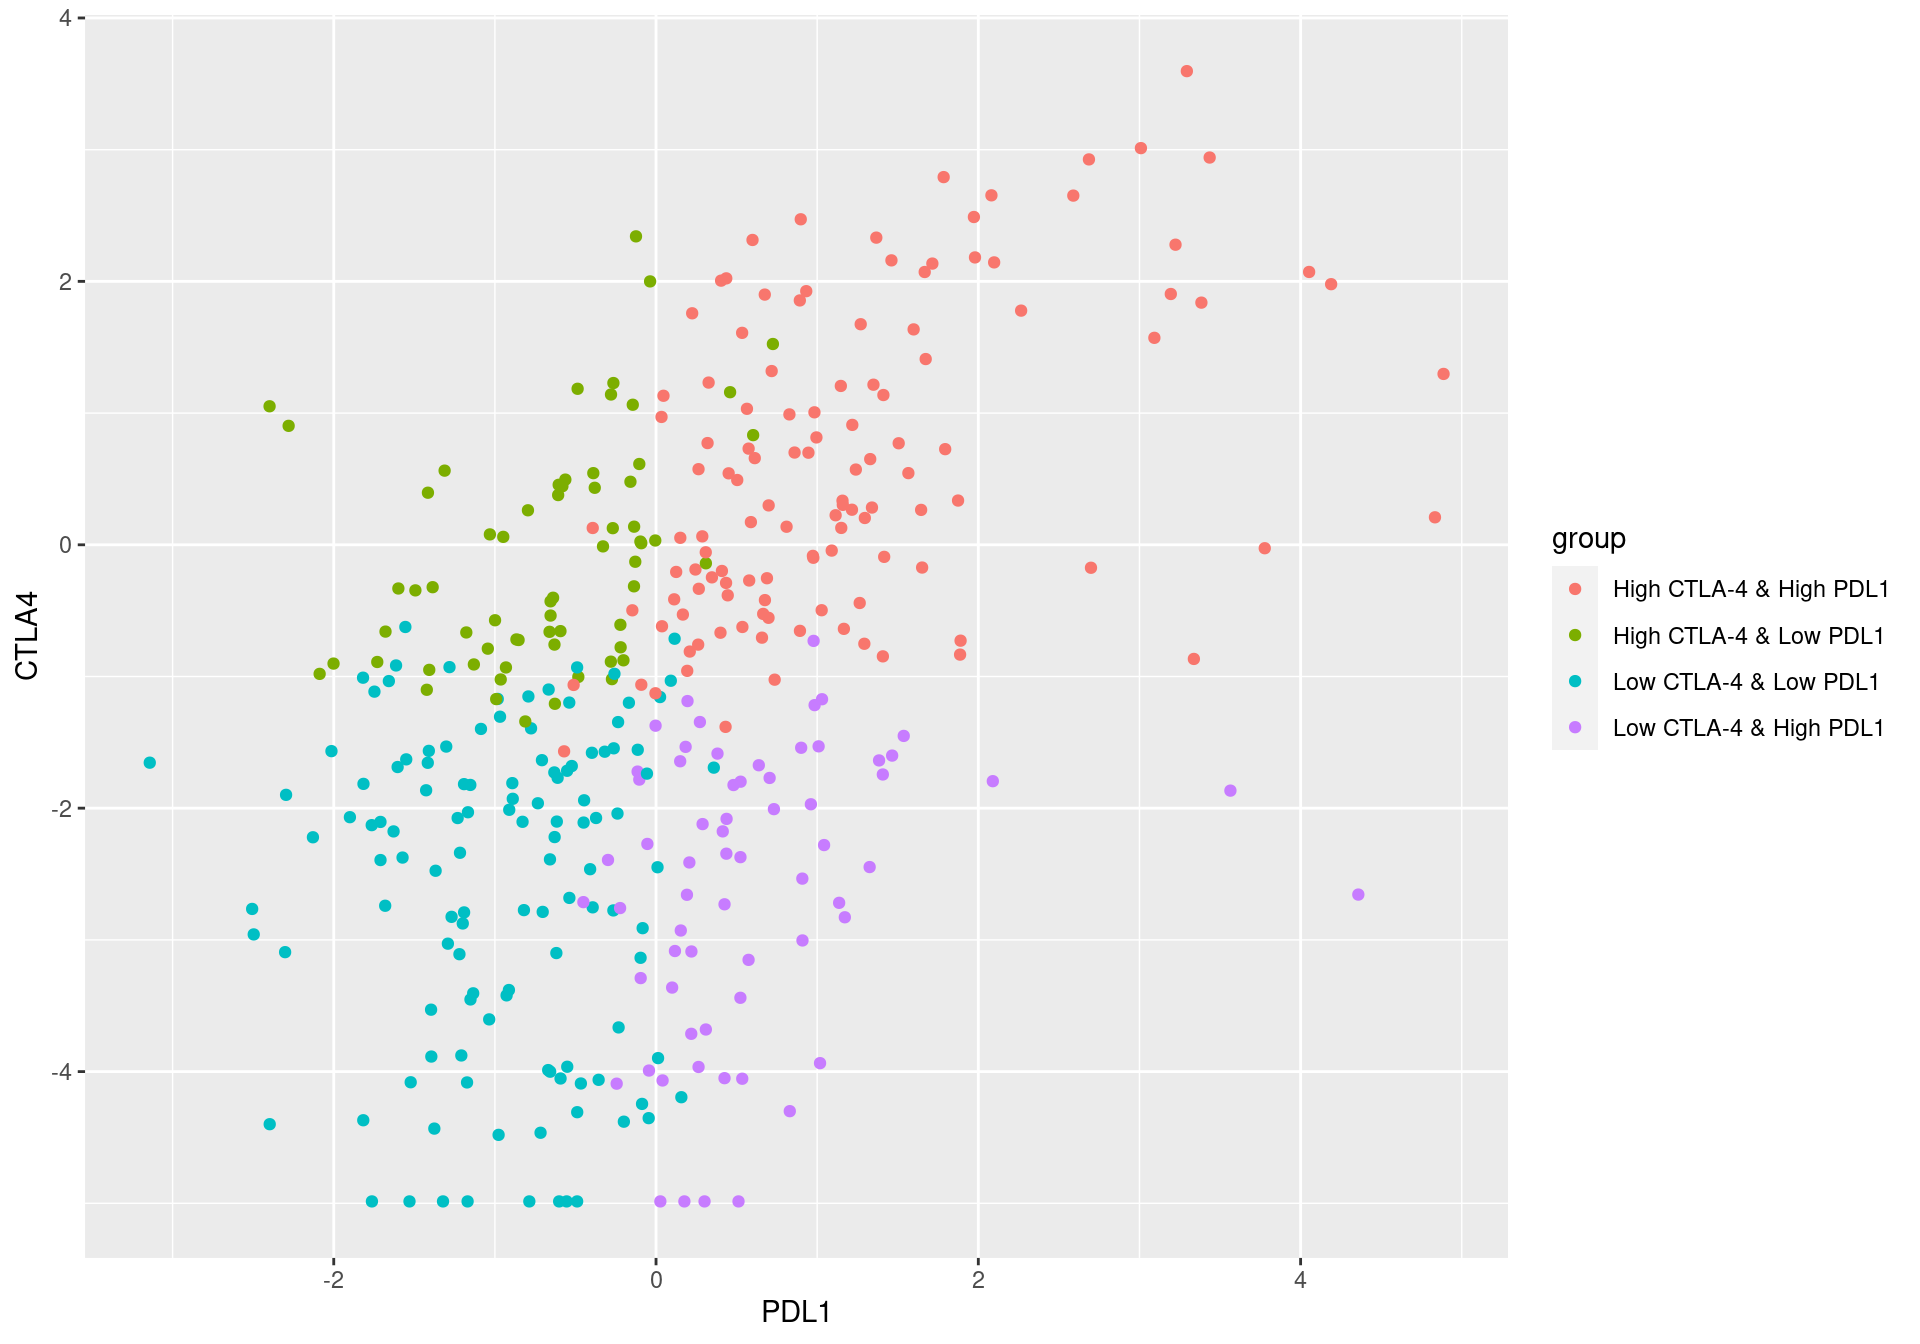 4
2
0
-2
-4
CTLA4
-2
0
2
4
PDL1
group
High CTLA-4 & High PDL1
High CTLA-4 & Low PDL1
Low CTLA-4 & Low PDL1
Low CTLA-4 & High PDL1